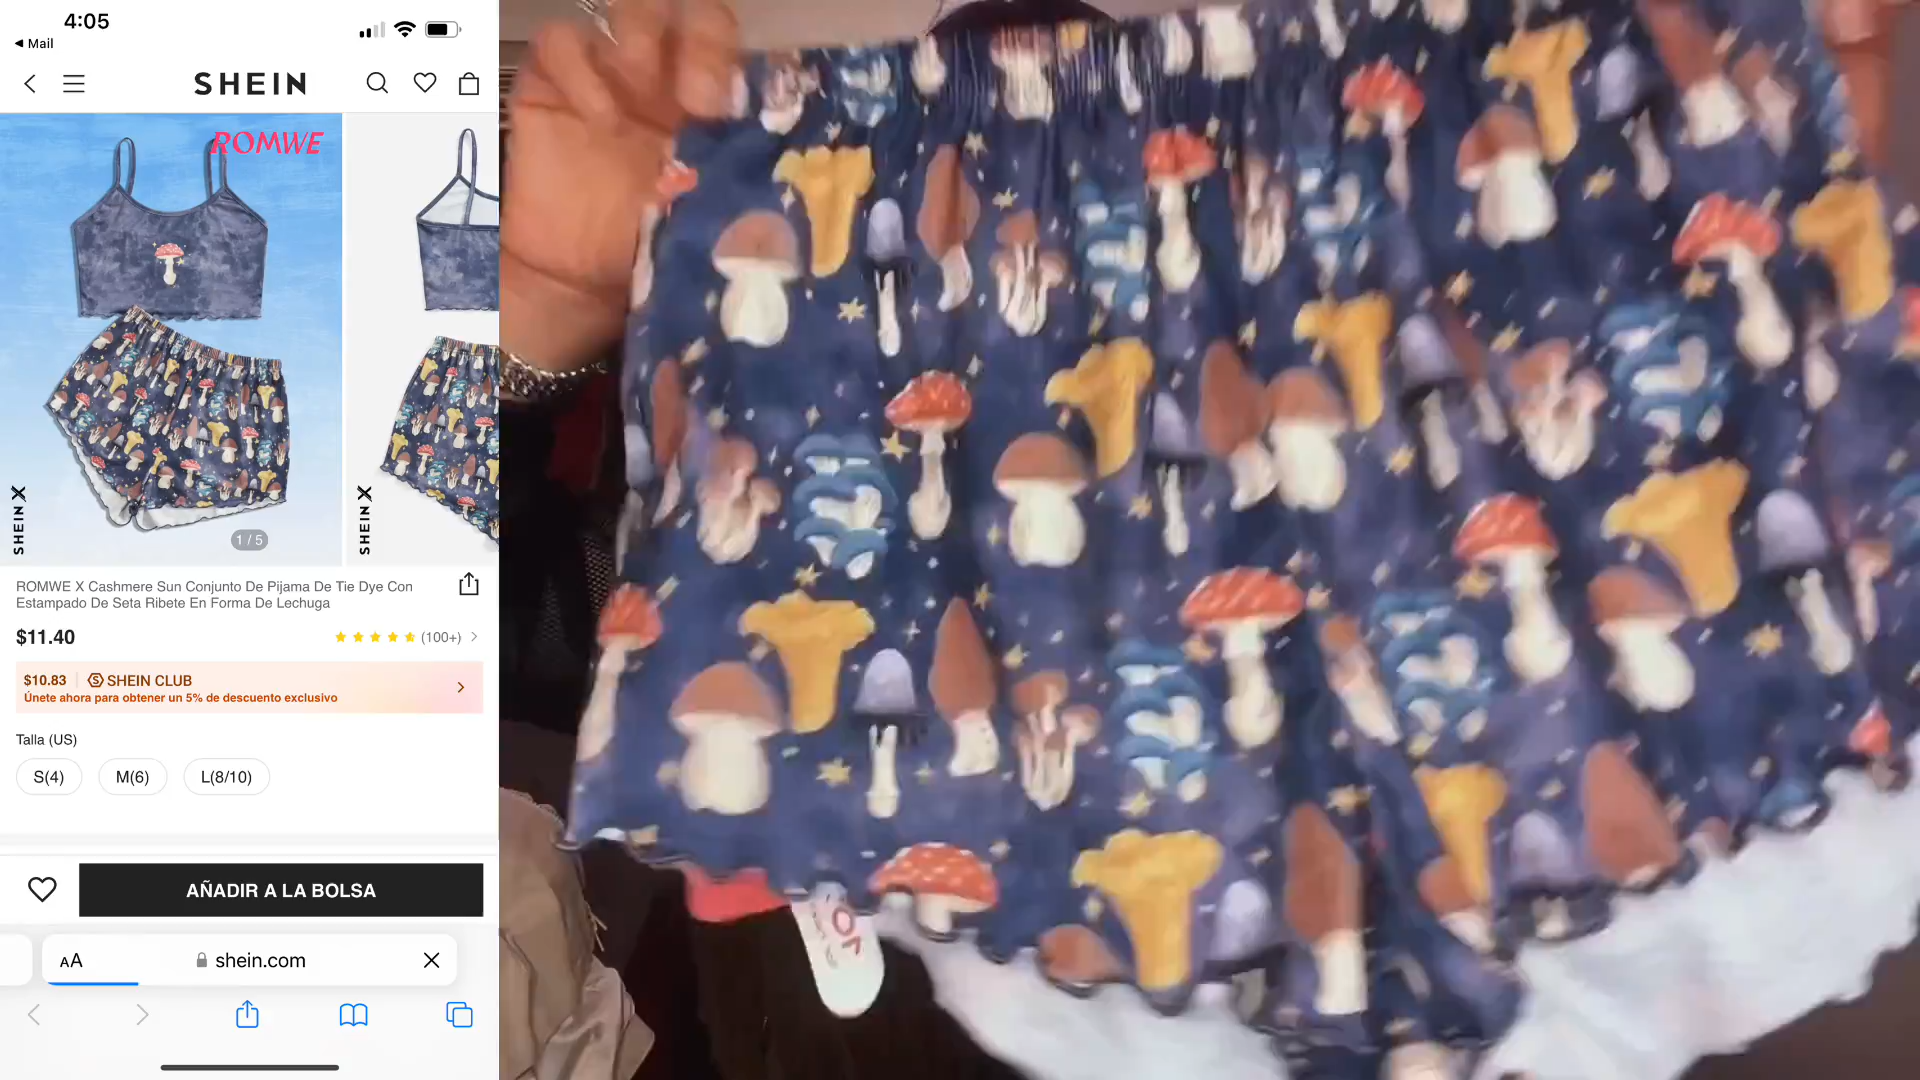 4:05
Mail
SHEIN
ROMWE
SHEIN X
SHEIN X
1 / 5
ROMWE X Cashmere Sun Conjunto De Pijama De Tie Dye Con
Estampado De Seta Ribete En Forma De Lechuga
$11.40
(100+)
$10.83
SHEIN CLUB
Únete ahora para obtener un 5% de descuento exclusivo
Talla (US)
S(4)
M(6)
L(8/10)
AÑADIR A LA BOLSA
AA
shein.com